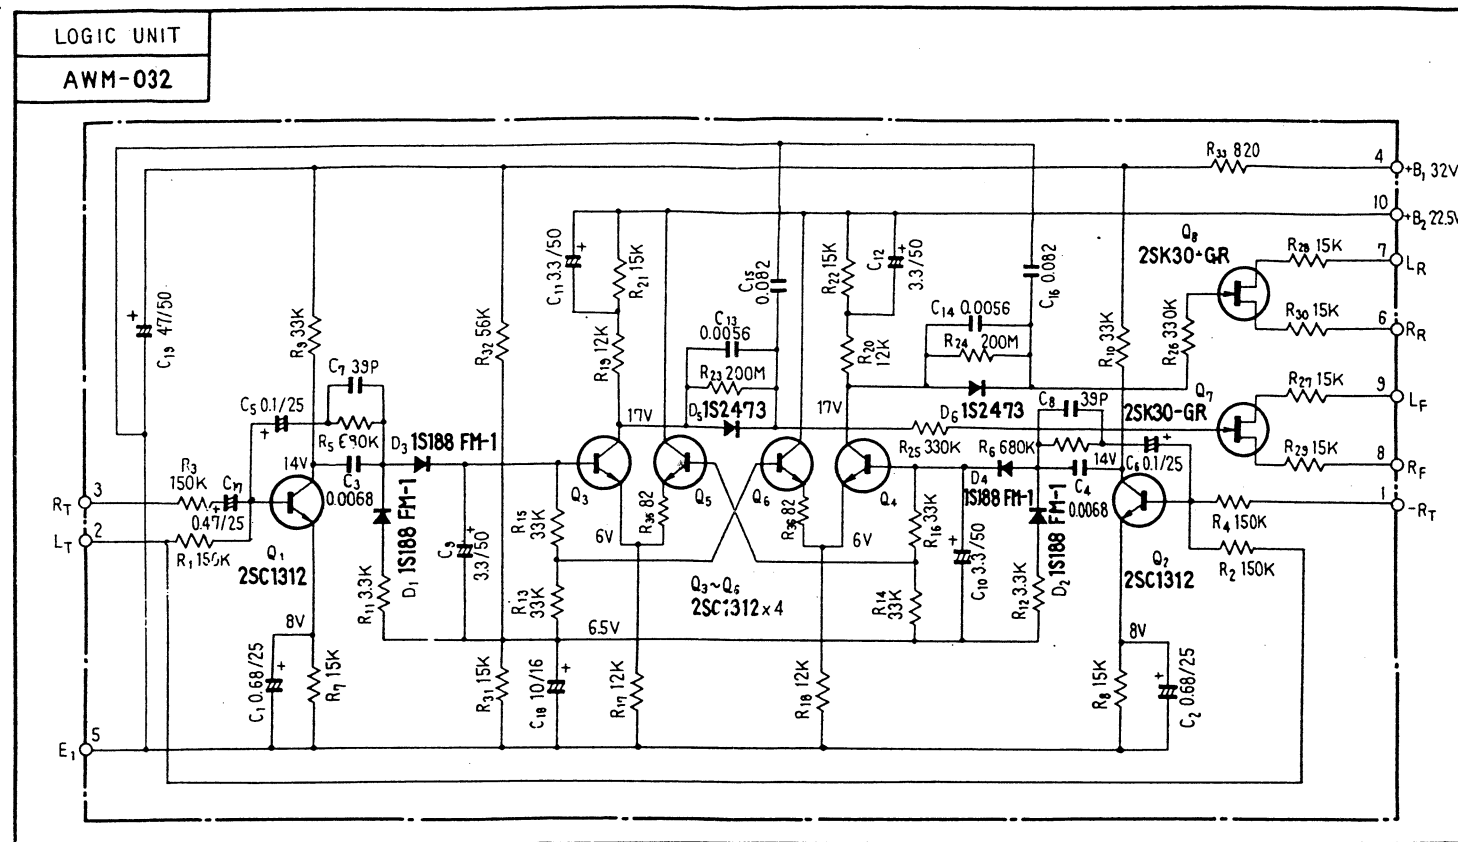 LOGIC UNIT
AWM-032
R33 820
4
+B1 32V
10
+B2 22.5V
Q8
2SK30-GR
R28 15K
7
LR
R30 15K
6
RR
R26 330K
Q7
2SK30-GR
R27 15K
9
LF
R29 15K
8
RF
C19 47/50
R9 33K
R32 56K
C11 3.3/50
R21 15K
R19 12K
C15
0.082
C13
0.0056
R23 200M
D5 1S2473
R22 15K
C12
3.3/50
R20
12K
C14 0.0056
R24 200M
D6 1S2473
C16 0.082
R10 33K
C7 39P
C5 0.1/25
R5 680K
D3 1S188 FM-1
14V
C3
0.0068
17V
17V
R25 330K
C8
39P
R6 680K
C6 0.1/25
14V
D4
1S188 FM-1
C4
0.0068
3
RT
R3
150K
C17
0.47/25
2
LT
R1 150K
Q1
2SC1312
D1 1S188 FM-1
R11 3.3K
C9
3.3/50
R15
33K
R13
33K
Q3
Q5
Q6
Q4
R35 82
R36 82
6V
6V
Q3~Q6
2SC1312×4
R16 33K
R14
33K
C10 3.3/50
R12 3.3K
D2 1S188 FM-1
Q2
2SC1312
R4 150K
1
-RT
R2 150K
8V
6.5V
8V
C1 0.68/25
R7 15K
R31 15K
C18 10/16
R17 12K
R18 12K
R8 15K
C2 0.68/25
5
E1